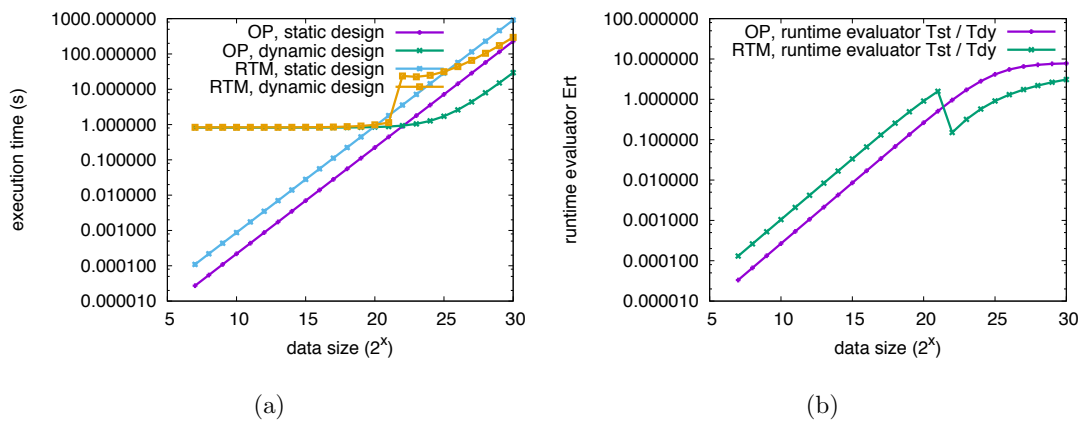 1000.000000
100.000000
10.000000
1.000000
0.100000
0.010000
0.001000
0.000100
0.000010
5 10 15 20 25 30
execution time (s)
data size (2^x)
OP, static design
OP, dynamic design
RTM, static design
RTM, dynamic design
(a)
100.000000
10.000000
1.000000
0.100000
0.010000
0.001000
0.000100
0.000010
5 10 15 20 25 30
runtime evaluator Ert
data size (2^x)
OP, runtime evaluator Tst / Tdy
RTM, runtime evaluator Tst / Tdy
(b)